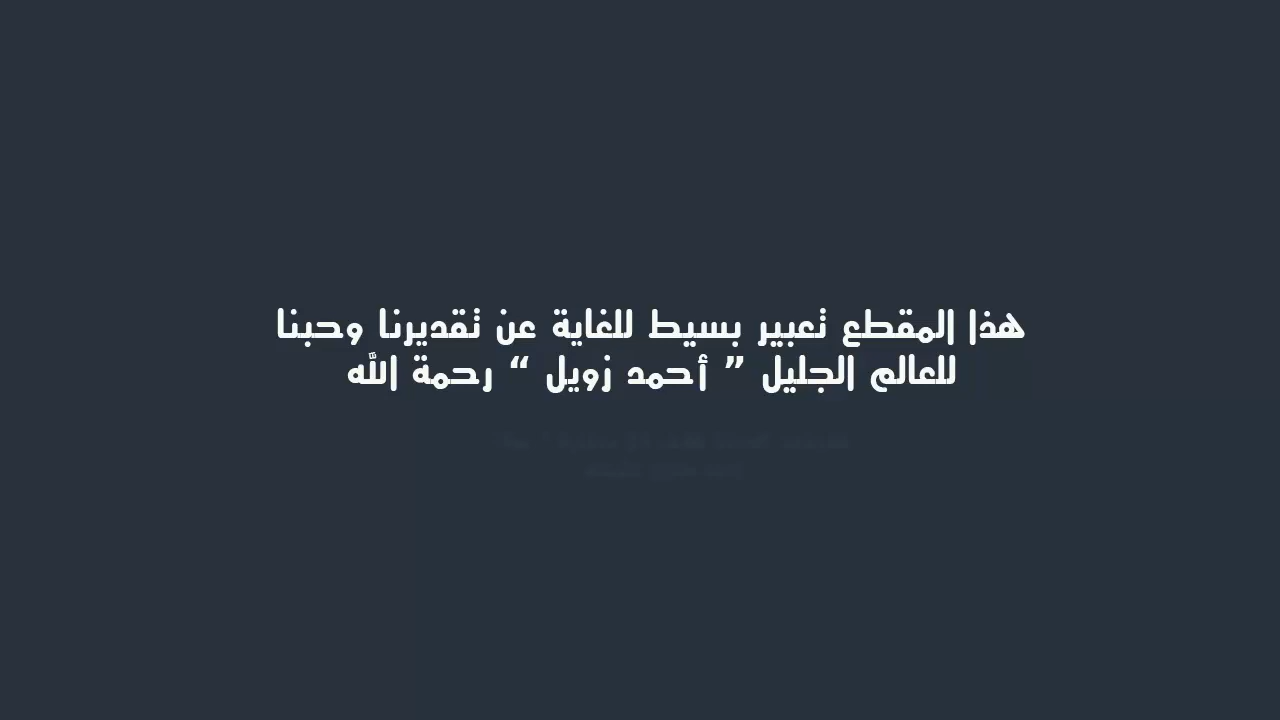 هذا المقطع تعبير بسيط للغاية عن تقديرنا وحبنا
للعالم الجليل " أحمد زويل " رحمة الله